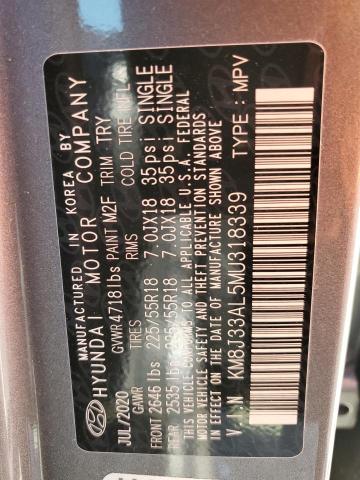 MANUFACTURED IN KOREA BY
HYUNDAI MOTOR COMPANY
JUL/2020 GVWR 4718 lbs PAINT M2F TRIM TRY
GAWR TIRES RIMS COLD TIRE INFL
FRONT 2646 lbs 225/55R18 7.0JX18 35psi SINGLE
REAR 2535 lbs 225/55R18 7.0JX18 35psi SINGLE
THIS VEHICLE CONFORMS TO ALL APPLICABLE U.S.A. FEDERAL
MOTOR VEHICLE SAFETY AND THEFT PREVENTION
STANDARDS IN EFFECT ON THE DATE OF MANUFACTURE SHOWN ABOVE
V.I.N KM8J33AL5MU318339 TYPE: MPV